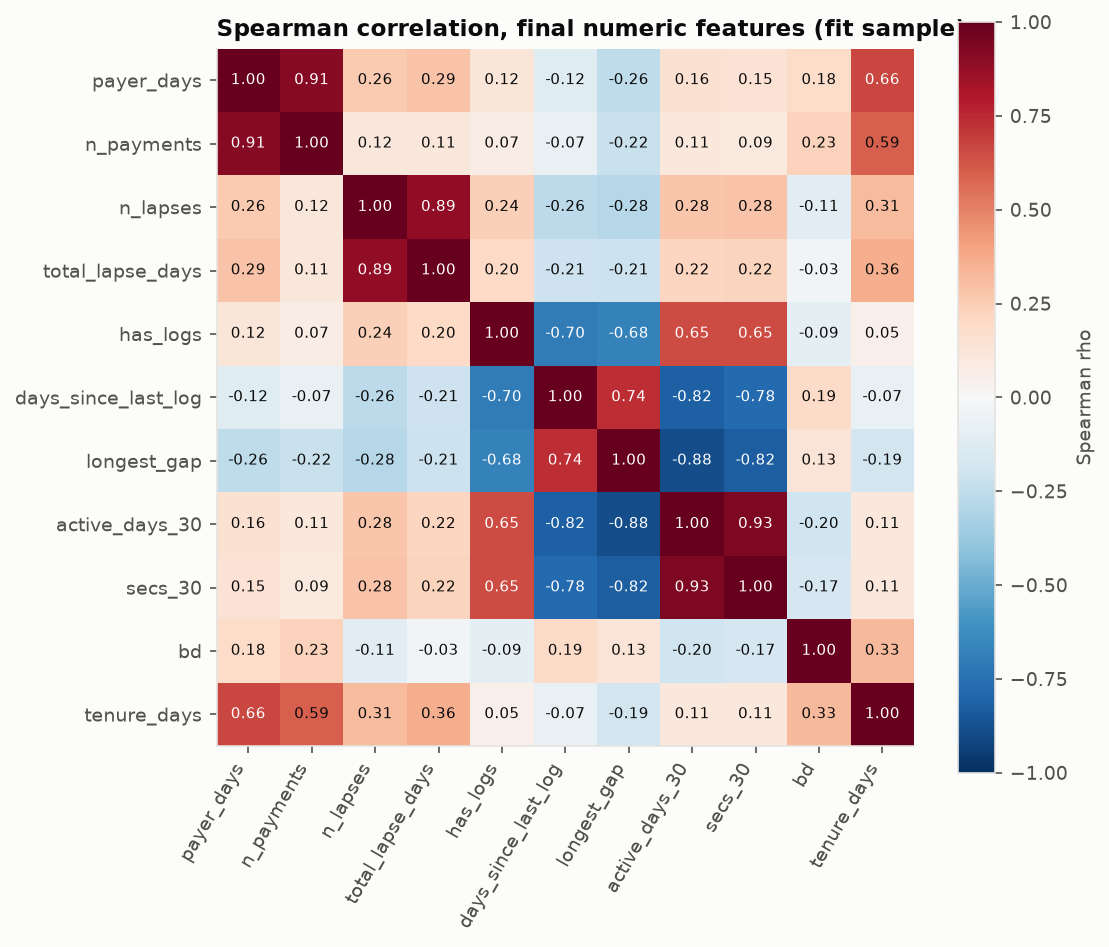 Spearman correlation, final numeric features (fit sample)
payer_days 1.00 0.91 0.26 0.29 0.12 -0.12 -0.26 0.16 0.15 0.18 0.66
n_payments 0.91 1.00 0.12 0.11 0.07 -0.07 -0.22 0.11 0.09 0.23 0.59
n_lapses 0.26 0.12 1.00 0.89 0.24 -0.26 -0.28 0.28 0.28 -0.11 0.31
total_lapse_days 0.29 0.11 0.89 1.00 0.20 -0.21 -0.21 0.22 0.22 -0.03 0.36
has_logs 0.12 0.07 0.24 0.20 1.00 -0.70 -0.68 0.65 0.65 -0.09 0.05
days_since_last_log -0.12 -0.07 -0.26 -0.21 -0.70 1.00 0.74 -0.82 -0.78 0.19 -0.07
longest_gap -0.26 -0.22 -0.28 -0.21 -0.68 0.74 1.00 -0.88 -0.82 0.13 -0.19
active_days_30 0.16 0.11 0.28 0.22 0.65 -0.82 -0.88 1.00 0.93 -0.20 0.11
secs_30 0.15 0.09 0.28 0.22 0.65 -0.78 -0.82 0.93 1.00 -0.17 0.11
bd 0.18 0.23 -0.11 -0.03 -0.09 0.19 0.13 -0.20 -0.17 1.00 0.33
tenure_days 0.66 0.59 0.31 0.36 0.05 -0.07 -0.19 0.11 0.11 0.33 1.00
payer_days
n_payments
n_lapses
total_lapse_days
has_logs
days_since_last_log
longest_gap
active_days_30
secs_30
bd
tenure_days
1.00
0.75
0.50
0.25
0.00
−0.25
−0.50
−0.75
−1.00
Spearman rho